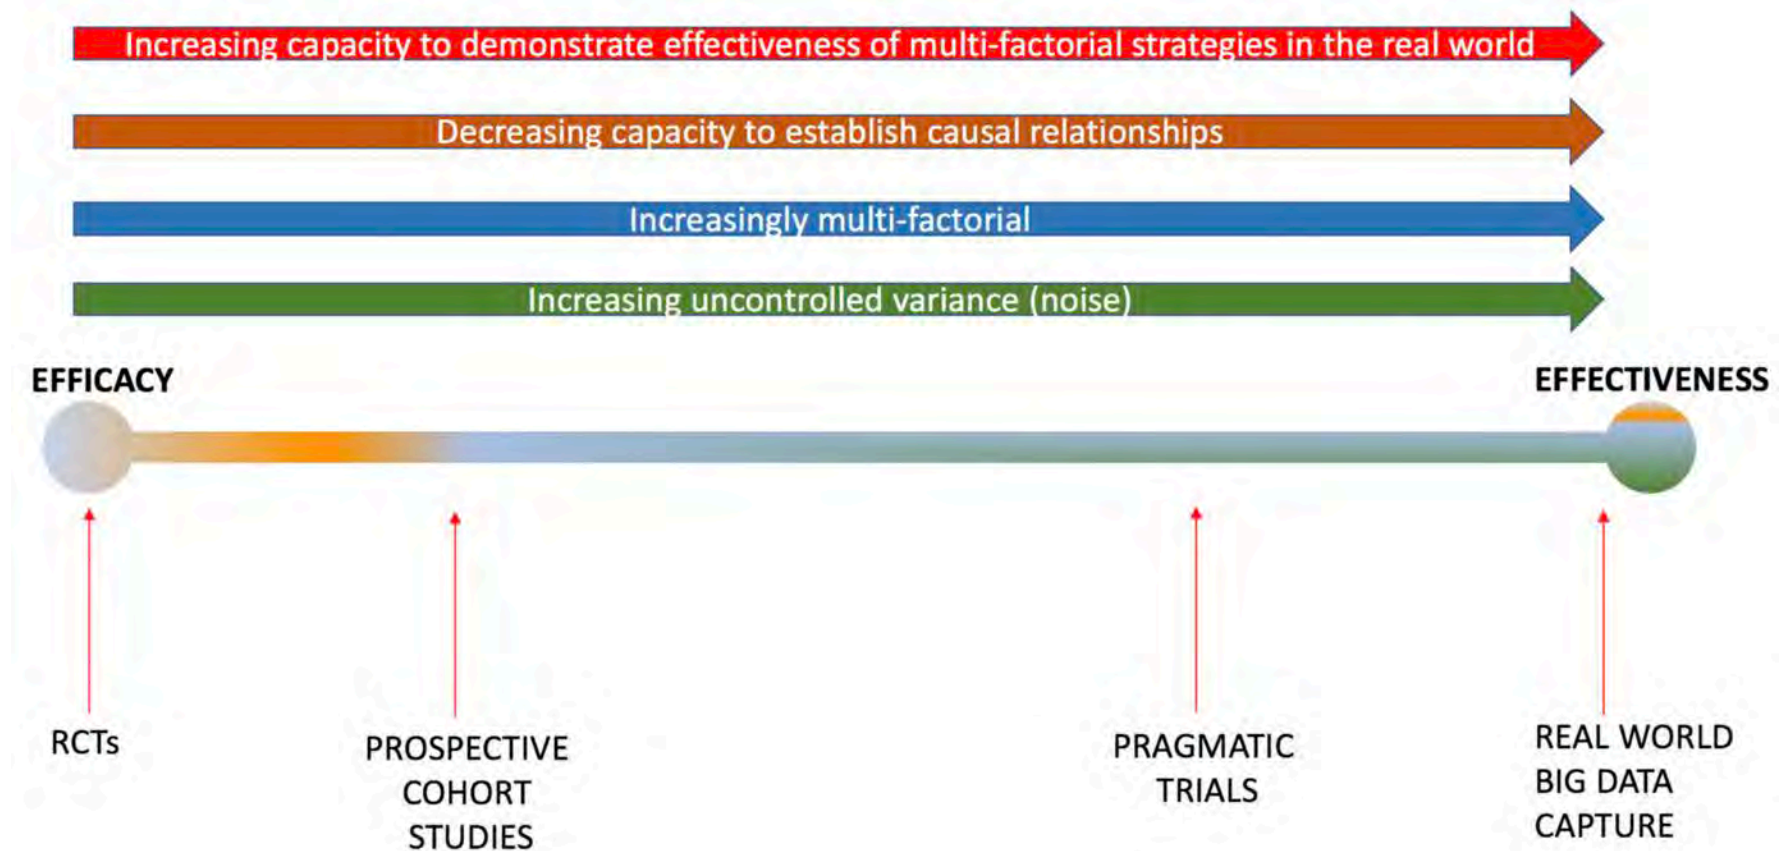 Increasing capacity to demonstrate effectiveness of multi-factorial strategies in the real world
Decreasing capacity to establish causal relationships
Increasingly multi-factorial
Increasing uncontrolled variance (noise)
EFFICACY
EFFECTIVENESS
RCTs
PROSPECTIVE
COHORT
STUDIES
PRAGMATIC
TRIALS
REAL WORLD
BIG DATA
CAPTURE